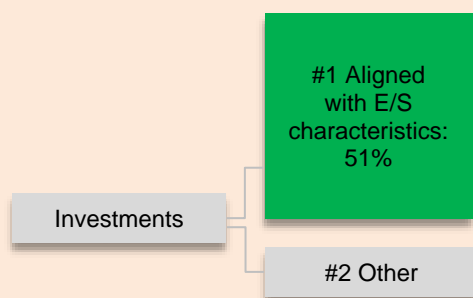 #1 Aligned
with E/S
characteristics:
51%
Investments
#2 Other